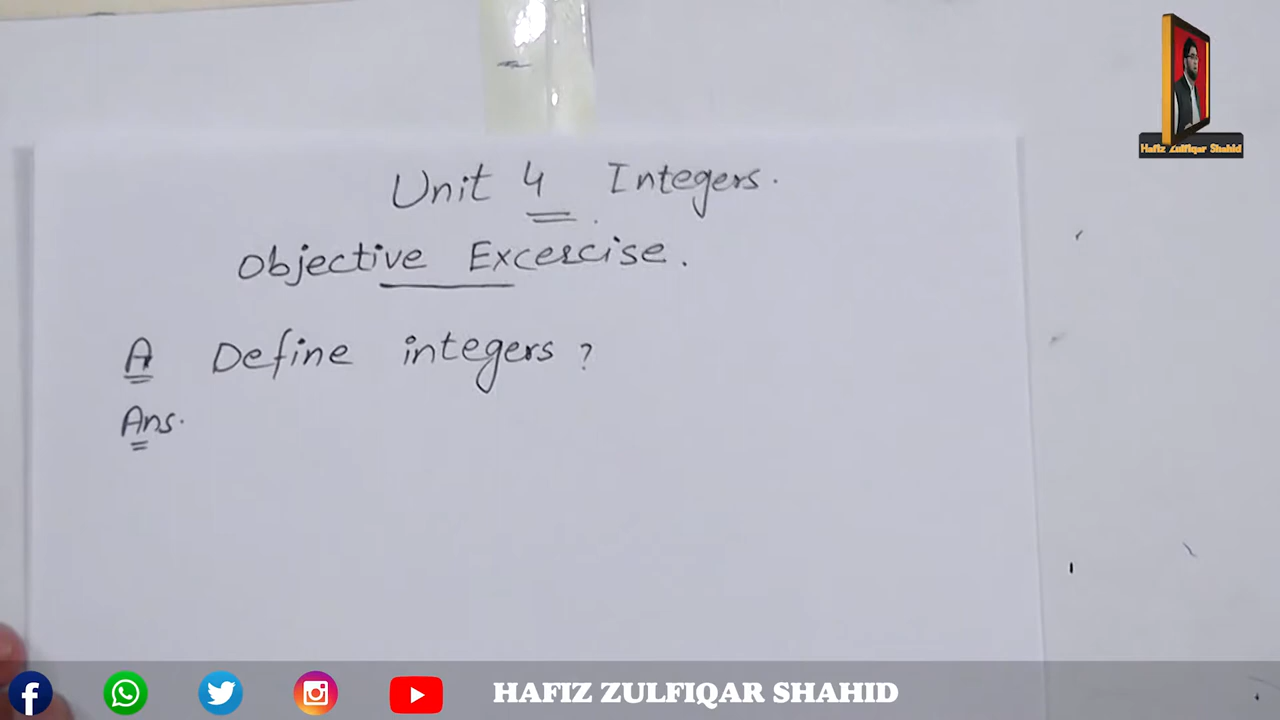 Hafiz Zulfiqar Shahid
Unit 4 Integers.
Objective Excercise.
A Define integers?
Ans.
HAFIZ ZULFIQAR SHAHID